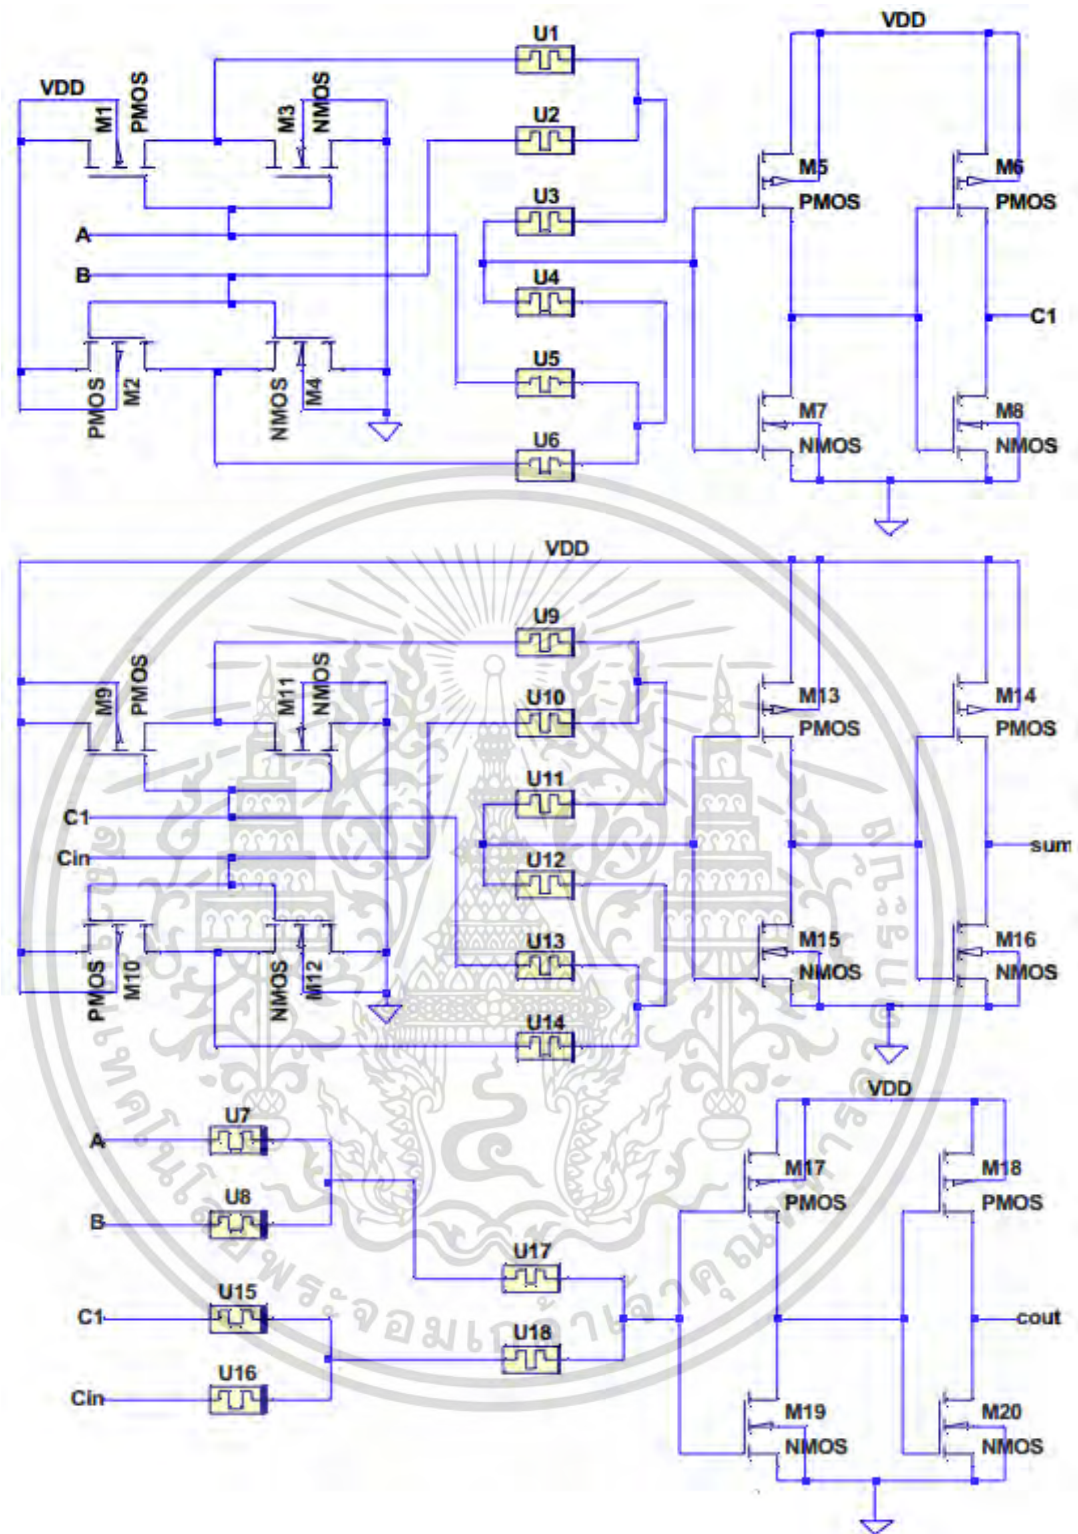 U1
VDD
VDD
M1
PMOS
M3
NMOS
U2
M5
PMOS
M6
PMOS
U3
A
B
U4
C1
PMOS
M2
NMOS
M4
U5
M7
NMOS
M8
NMOS
U6
VDD
U9
M9
PMOS
M11
NMOS
U10
M13
PMOS
M14
PMOS
U11
C1
Cin
sum
U12
PMOS
M10
NMOS
M12
U13
M15
NMOS
M16
NMOS
U14
VDD
U7
A
M17
PMOS
M18
PMOS
U8
B
U17
U15
C1
cout
U18
U16
Cin
M19
NMOS
M20
NMOS